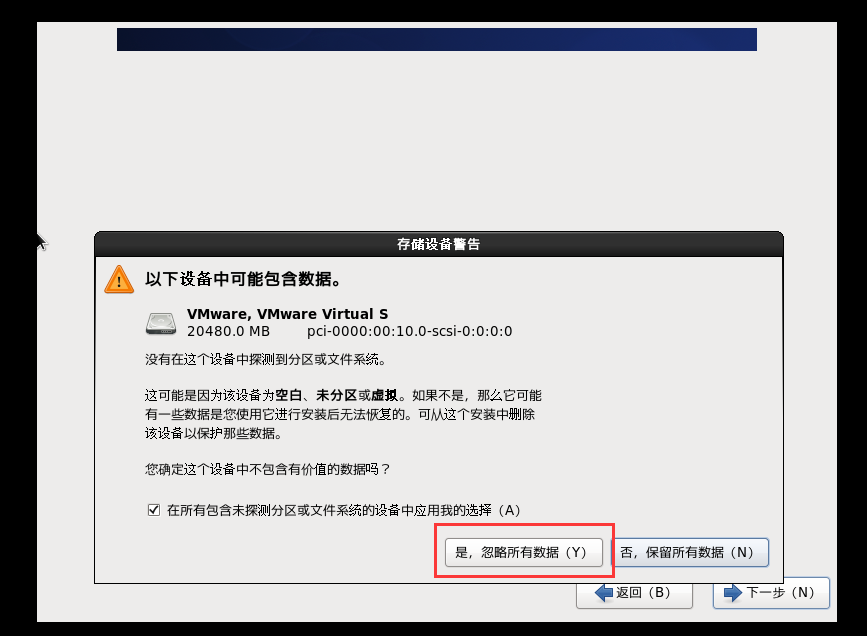 存储设备警告
以下设备中可能包含数据。
VMware, VMware Virtual S
20480.0 MB pci-0000:00:10.0-scsi-0:0:0:0
没有在这个设备中探测到分区或文件系统。
这可能是因为该设备为空白、未分区或虚拟。如果不是，那么它可能
有一些数据是您使用它进行安装后无法恢复的。可从这个安装中删除
该设备以保护那些数据。
您确定这个设备中不包含有价值的数据吗？
在所有包含未探测分区或文件系统的设备中应用我的选择（A）
是，忽略所有数据（Y） 否，保留所有数据（N）
返回（B） 下一步（N）